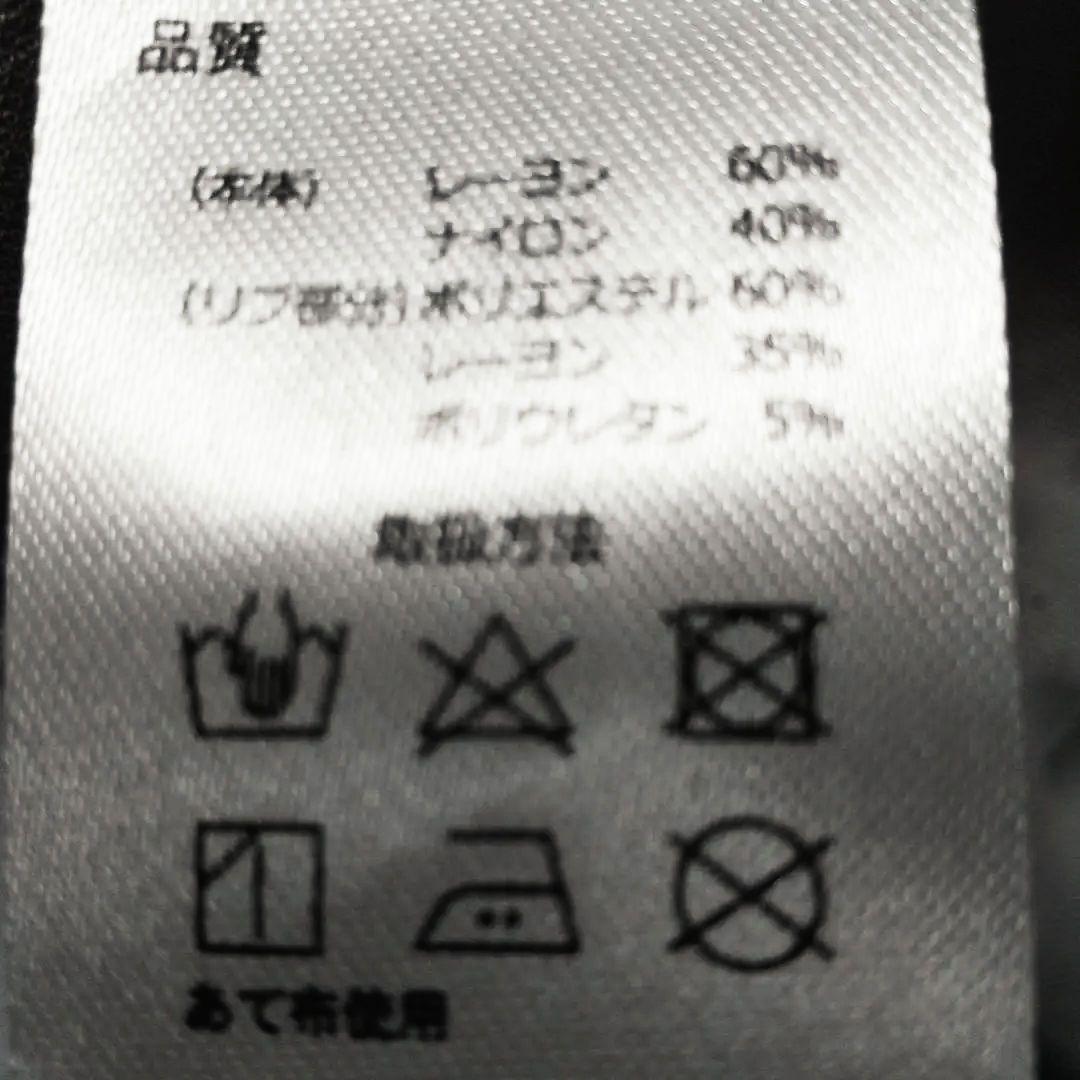 品質
(本体) レーヨン 60%
ナイロン 40%
(リブ部分) ポリエステル 60%
レーヨン 35%
ポリウレタン 5%
取扱方法
あて布使用